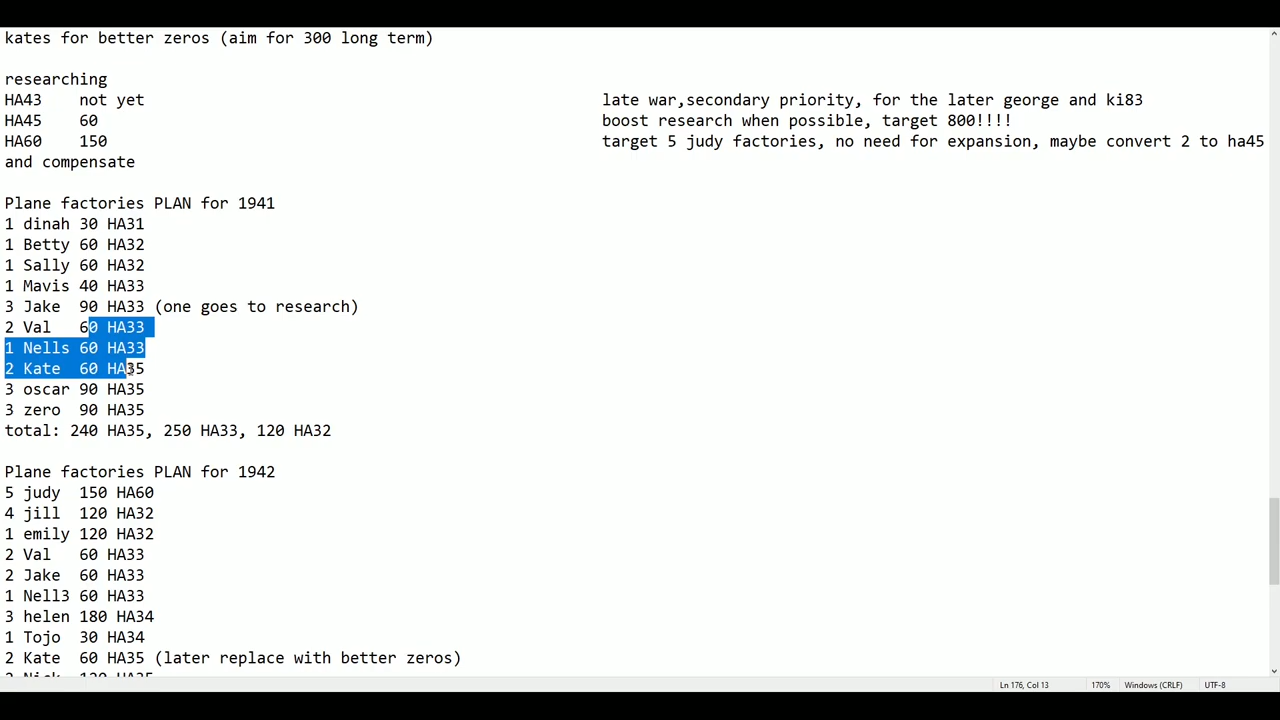 kates for better zeros (aim for 300 long term)
researching
HA43 not yet late war,secondary priority, for the later george and ki83
HA45 60 boost research when possible, target 800!!!!
HA60 150 target 5 judy factories, no need for expansion, maybe convert 2 to ha45
and compensate
Plane factories PLAN for 1941
1 dinah 30 HA31
1 Betty 60 HA32
1 Sally 60 HA32
1 Mavis 40 HA33
3 Jake 90 HA33 (one goes to research)
2 Val 60 HA33
1 Nells 60 HA33
2 Kate 60 HA35
3 oscar 90 HA35
3 zero 90 HA35
total: 240 HA35, 250 HA33, 120 HA32
Plane factories PLAN for 1942
5 judy 150 HA60
4 jill 120 HA32
1 emily 120 HA32
2 Val 60 HA33
2 Jake 60 HA33
1 Nell3 60 HA33
3 helen 180 HA34
1 Tojo 30 HA34
2 Kate 60 HA35 (later replace with better zeros)
2 Nick 120 HA35
Ln 176, Col 13 170% Windows (CRLF) UTF-8